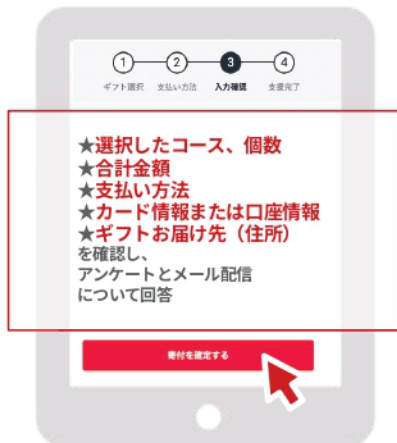 1 2 3 4
ギフト選択 支払い方法 入力確認 支援完了
★選択したコース、個数
★合計金額
★支払い方法
★カード情報または口座情報
★ギフトお届け先（住所）
を確認し、
アンケートとメール配信
について回答
寄付を確定する